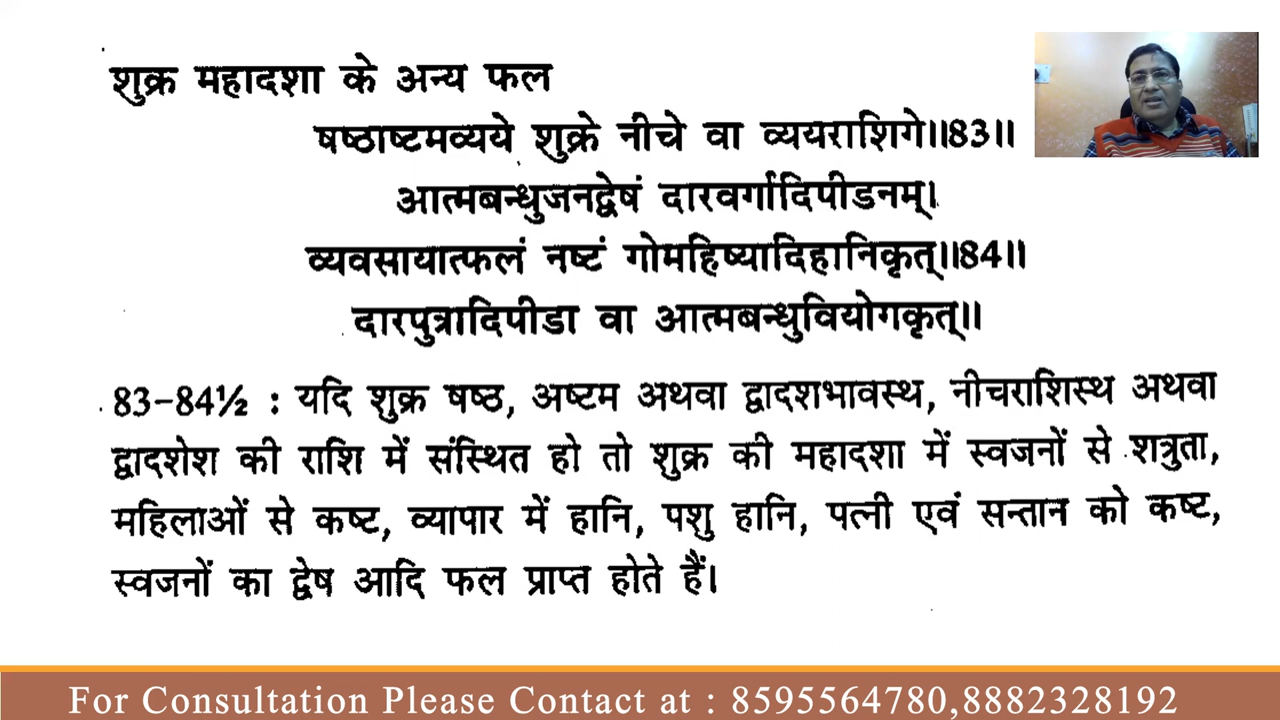 शुक्र महादशा के अन्य फल
षष्ठाष्टमव्यये शुक्रे नीचे वा व्ययराशिगे॥83॥
आत्मबन्धुजनद्वेषं दारवर्गादिपीडनम्।
व्यवसायात्फलं नष्टं गोमहिष्यादिहानिकृत्॥84॥
दारपुत्रादिपीडा वा आत्मबन्धुवियोगकृत्॥
83-84½ : यदि शुक्र षष्ठ, अष्टम अथवा द्वादशभावस्थ, नीचराशिस्थ अथवा
द्वादशेश की राशि में संस्थित हो तो शुक्र की महादशा में स्वजनों से शत्रुता,
महिलाओं से कष्ट, व्यापार में हानि, पशु हानि, पत्नी एवं सन्तान को कष्ट,
स्वजनों का द्वेष आदि फल प्राप्त होते हैं।
For Consultation Please Contact at : 8595564780,8882328192